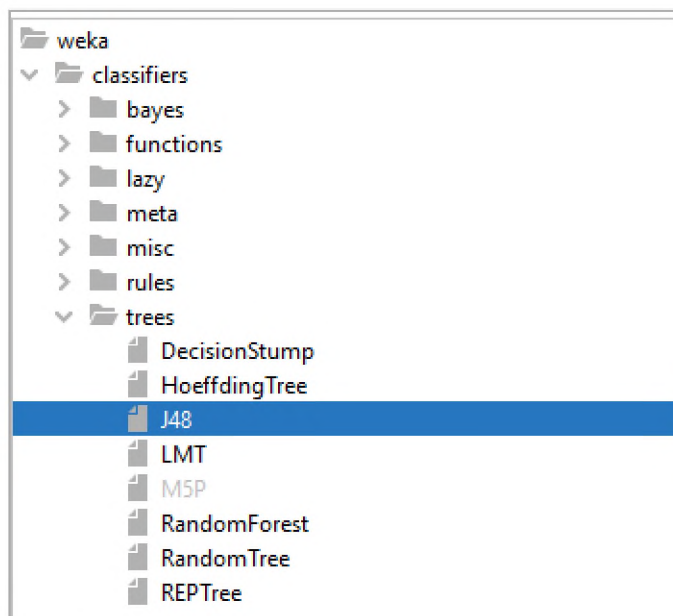 weka
classifiers
bayes
functions
lazy
meta
misc
rules
trees
DecisionStump
HoeffdingTree
J48
LMT
M5P
RandomForest
RandomTree
REPTree